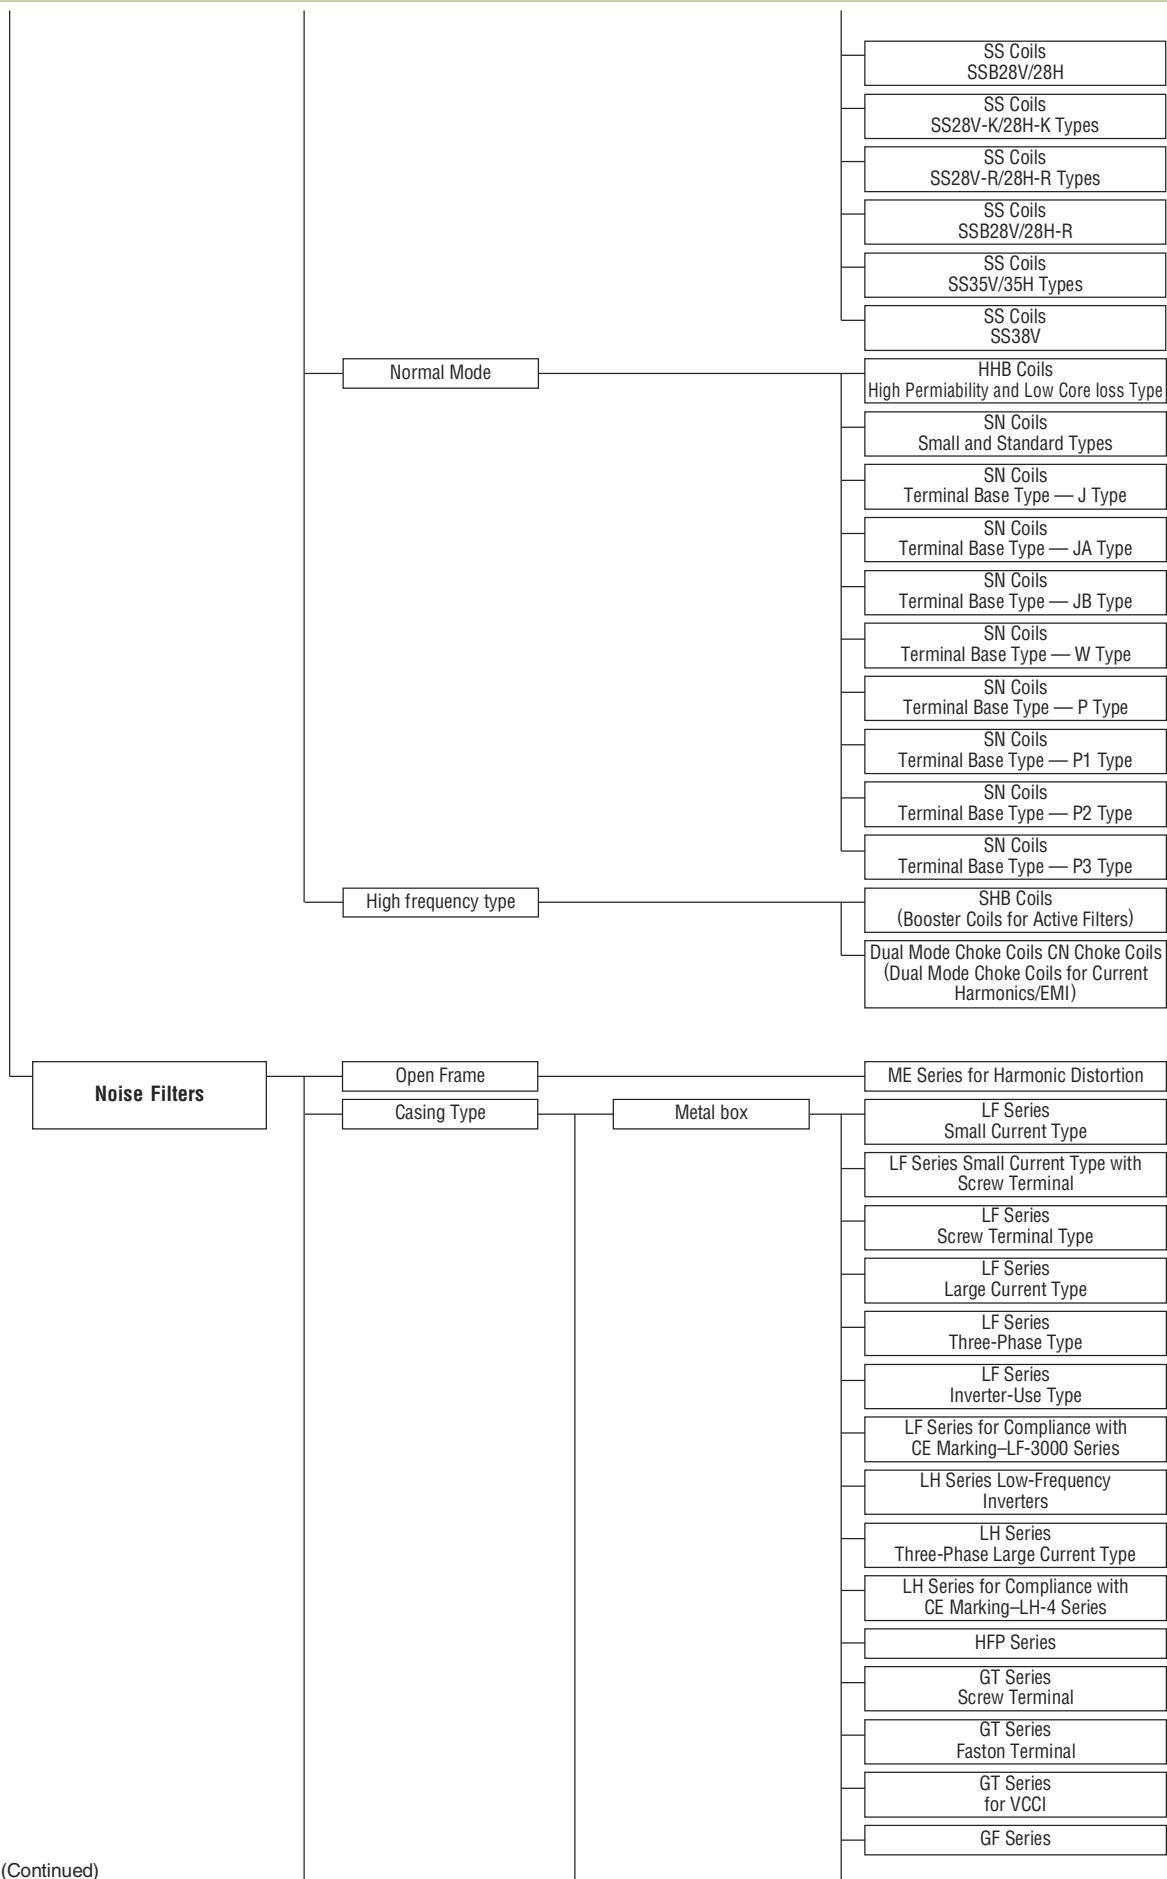 SS Coils
SSB28V/28H
SS Coils
SS28V-K/28H-K Types
SS Coils
SS28V-R/28H-R Types
SS Coils
SSB28V/28H-R
SS Coils
SS35V/35H Types
SS Coils
SS38V
Normal Mode
HHB Coils
High Permiability and Low Core loss Type
SN Coils
Small and Standard Types
SN Coils
Terminal Base Type — J Type
SN Coils
Terminal Base Type — JA Type
SN Coils
Terminal Base Type — JB Type
SN Coils
Terminal Base Type — W Type
SN Coils
Terminal Base Type — P Type
SN Coils
Terminal Base Type — P1 Type
SN Coils
Terminal Base Type — P2 Type
SN Coils
Terminal Base Type — P3 Type
High frequency type
SHB Coils
(Booster Coils for Active Filters)
Dual Mode Choke Coils CN Choke Coils
(Dual Mode Choke Coils for Current
Harmonics/EMI)
Noise Filters
Open Frame
ME Series for Harmonic Distortion
Casing Type
Metal box
LF Series
Small Current Type
LF Series Small Current Type with
Screw Terminal
LF Series
Screw Terminal Type
LF Series
Large Current Type
LF Series
Three-Phase Type
LF Series
Inverter-Use Type
LF Series for Compliance with
CE Marking–LF-3000 Series
LH Series Low-Frequency
Inverters
LH Series
Three-Phase Large Current Type
LH Series for Compliance with
CE Marking–LH-4 Series
HFP Series
GT Series
Screw Terminal
GT Series
Faston Terminal
GT Series
for VCCI
GF Series
(Continued)